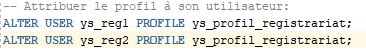 -- Attribuer le profil à son utilisateur:
ALTER USER ys_reg1 PROFILE ys_profil_registrariat;
ALTER USER ys_reg2 PROFILE ys_profil_registrariat;